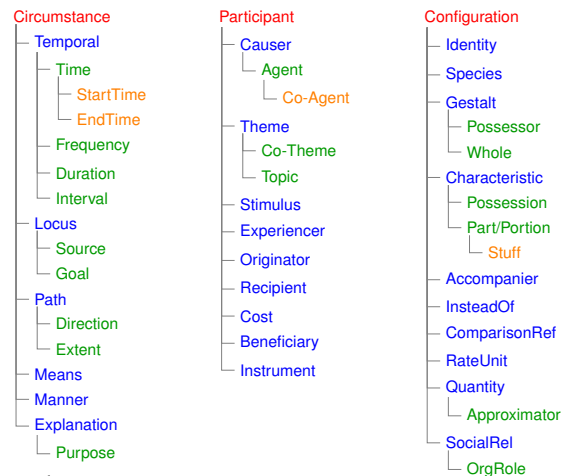 Circumstance
Temporal
Time
StartTime
EndTime
Frequency
Duration
Interval
Locus
Source
Goal
Path
Direction
Extent
Means
Manner
Explanation
Purpose
Participant
Causer
Agent
Co-Agent
Theme
Co-Theme
Topic
Stimulus
Experiencer
Originator
Recipient
Cost
Beneficiary
Instrument
Configuration
Identity
Species
Gestalt
Possessor
Whole
Characteristic
Possession
Part/Portion
Stuff
Accompanier
InsteadOf
ComparisonRef
RateUnit
Quantity
Approximator
SocialRel
OrgRole